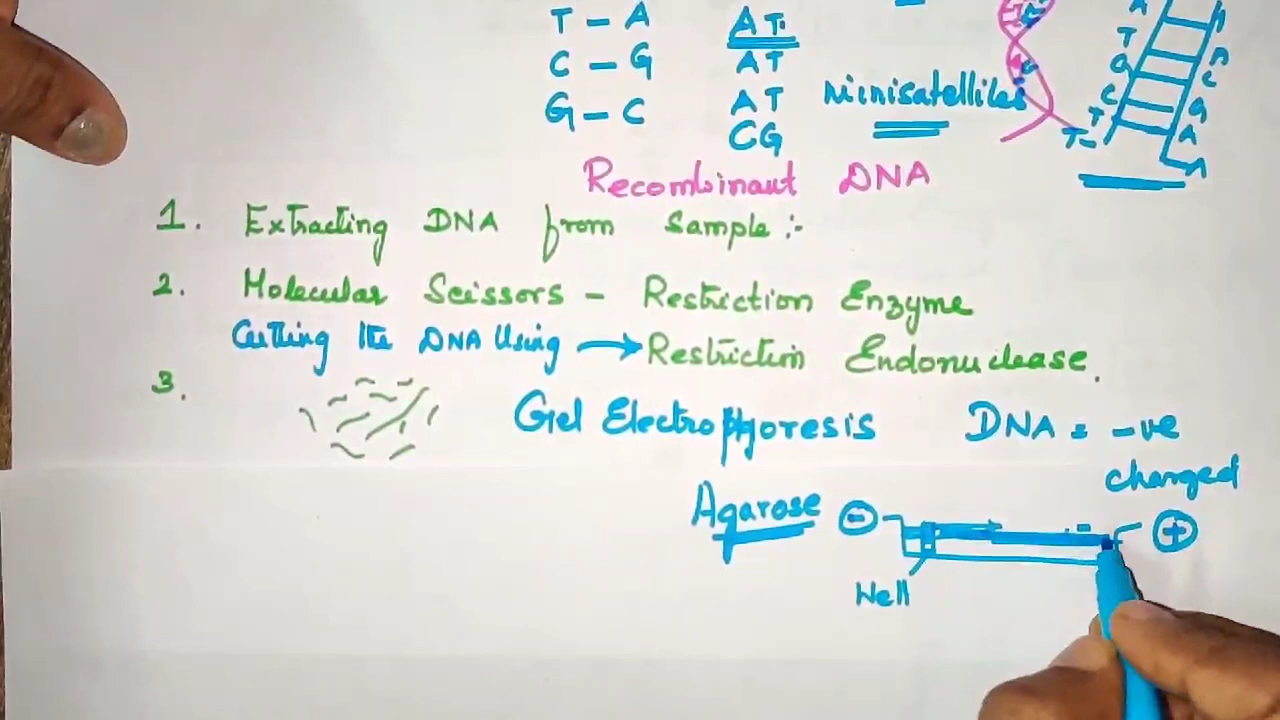 T - A AT
C - G AT
G - C AT Minisatellites
CG
Recombinant DNA
1. Extracting DNA from Sample :-
2. Molecular Scissors - Restriction Enzyme
Cutting the DNA Using → Restriction Endonuclease.
3. Gel Electrophoresis DNA = -ve
charged
Agarose - +
Well
A
T
G
C
T
T-
A
C
G
A